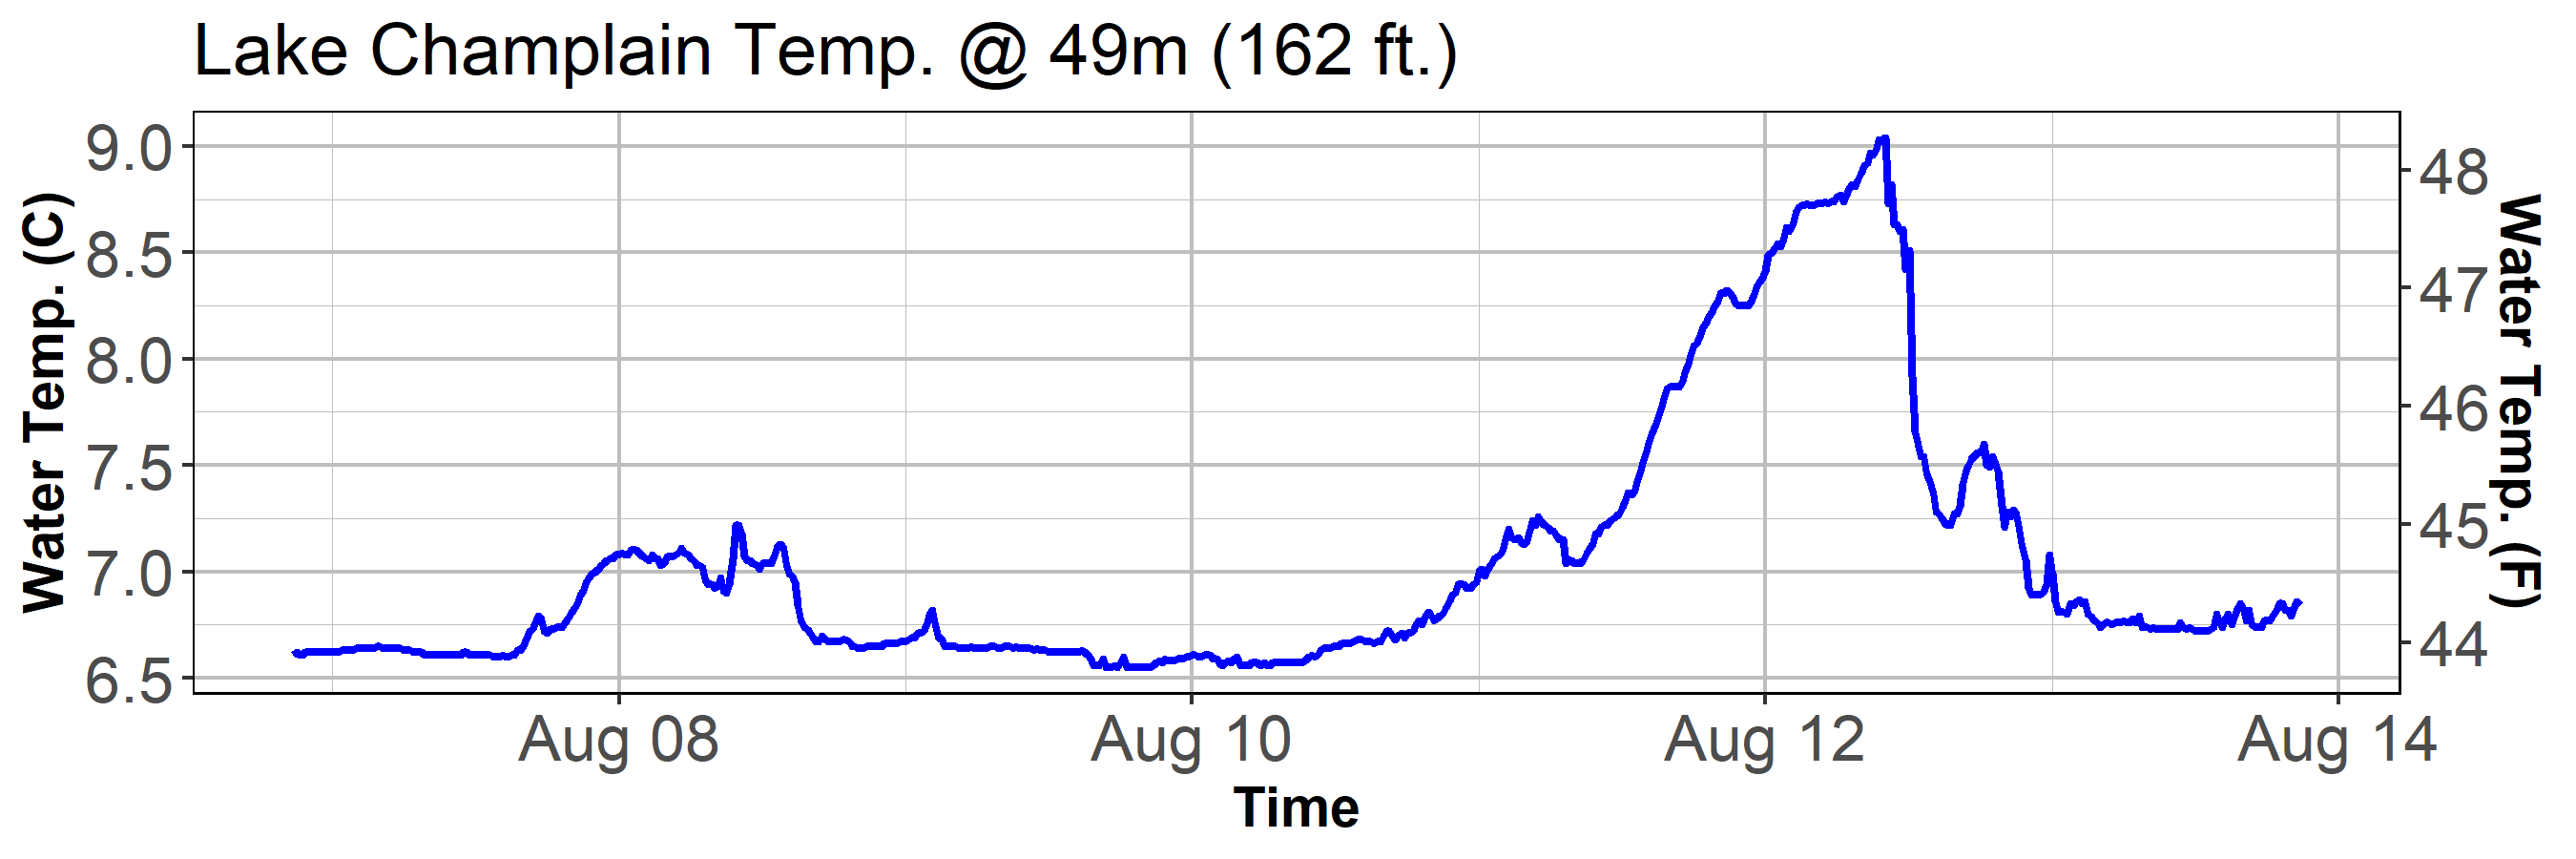 Lake Champlain Temp. @ 49m (162 ft.)
Water Temp. (C)
9.0
8.5
8.0
7.5
7.0
6.5
48
47
46
45
44
Water Temp. (F)
Aug 08 Aug 10 Aug 12 Aug 14
Time